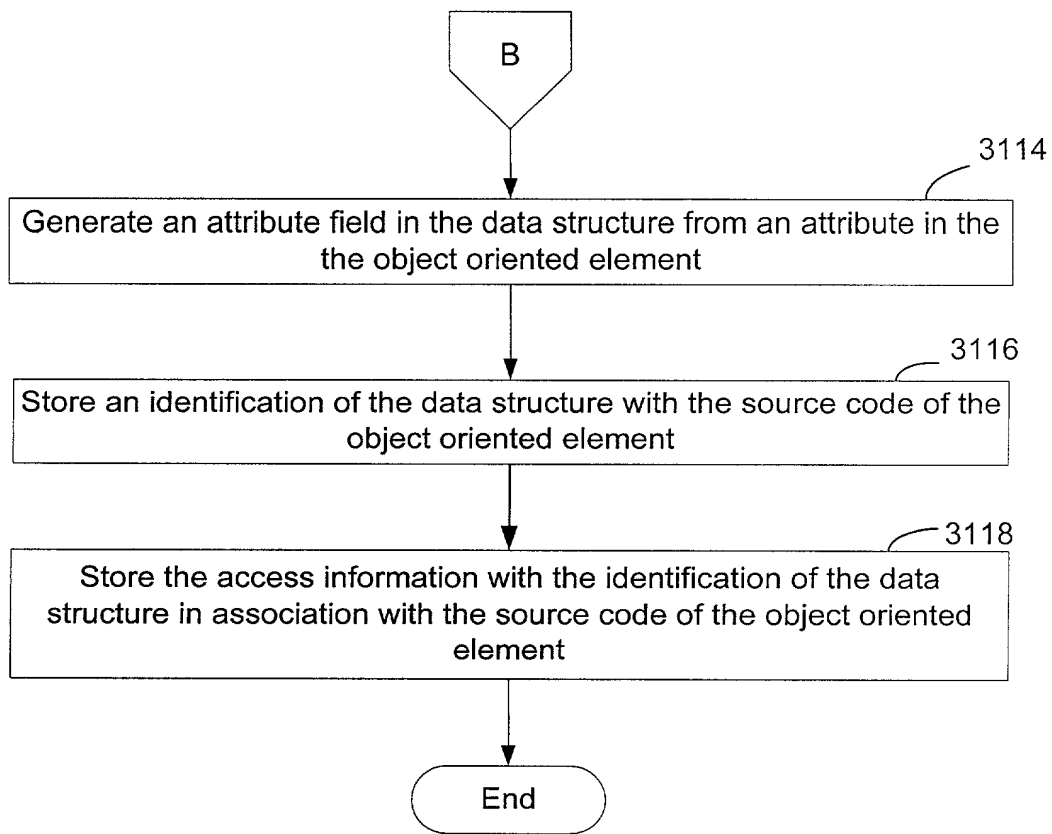 B
3114
Generate an attribute field in the data structure from an attribute in the
the object oriented element
3116
Store an identification of the data structure with the source code of the
object oriented element
3118
Store the access information with the identification of the data
structure in association with the source code of the object oriented
element
End